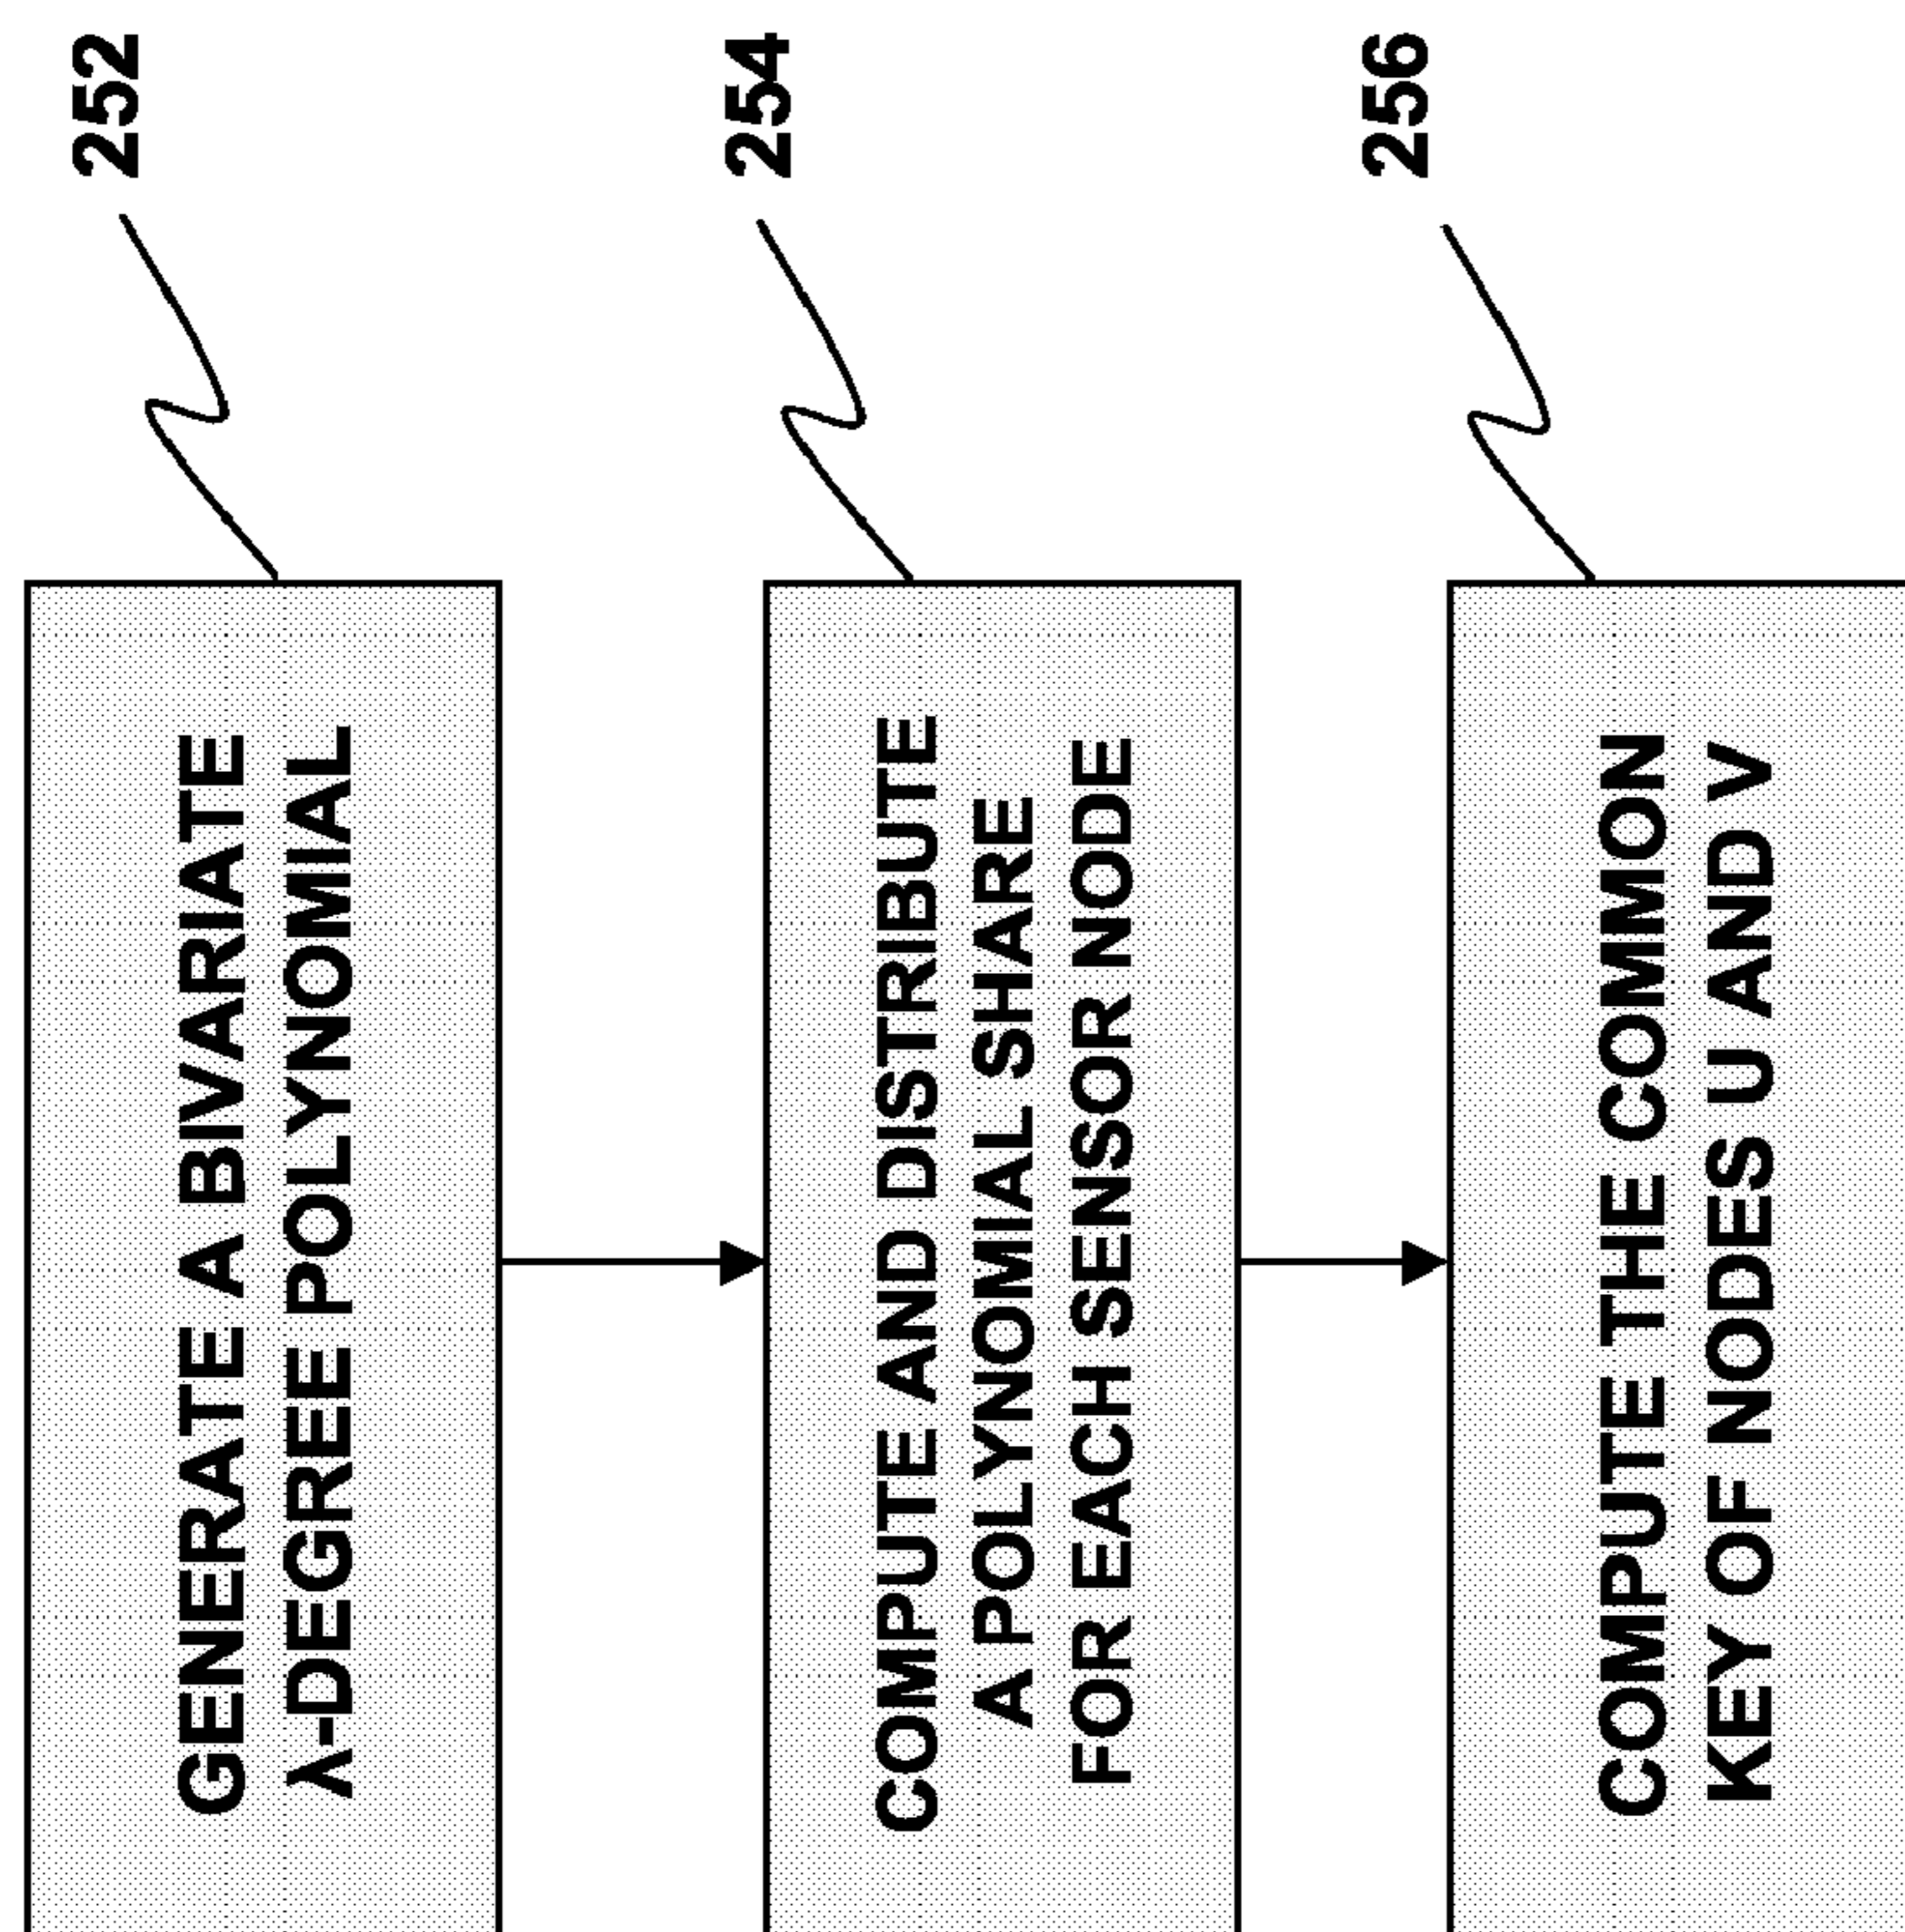 252
GENERATE A BIVARIATE
λ-DEGREE POLYNOMIAL
254
COMPUTE AND DISTRIBUTE
A POLYNOMIAL SHARE
FOR EACH SENSOR NODE
256
COMPUTE THE COMMON
KEY OF NODES U AND V